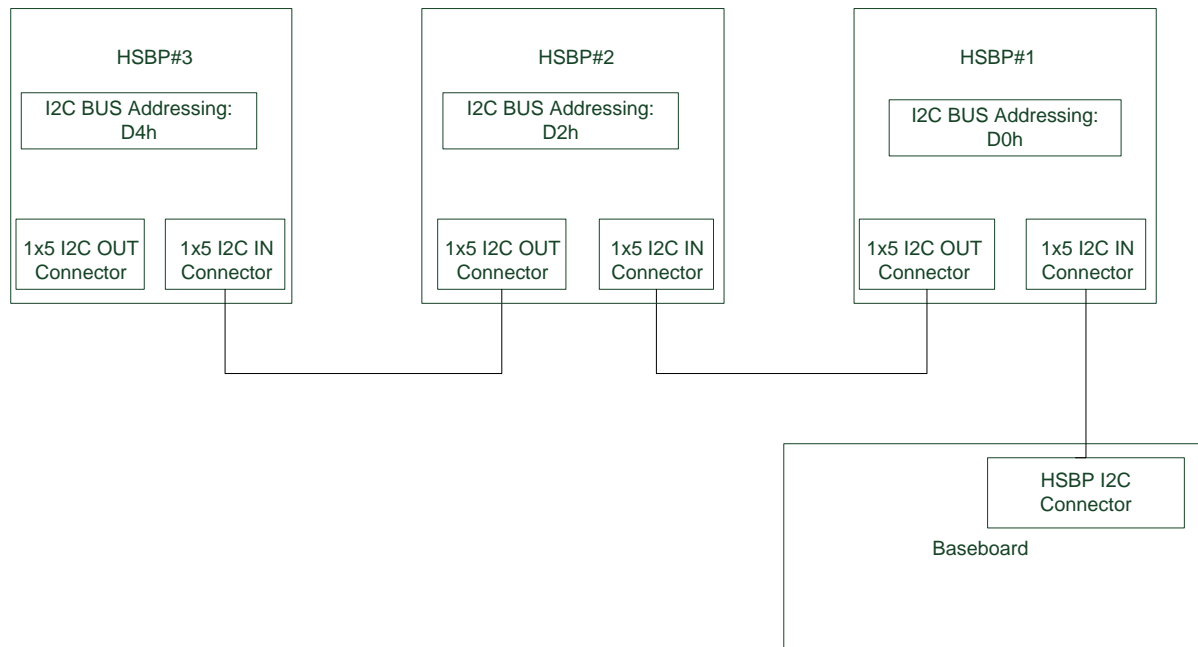 HSBP#3
I2C BUS Addressing:
D4h
1x5 I2C OUT
Connector
1x5 I2C IN
Connector
HSBP#2
I2C BUS Addressing:
D2h
1x5 I2C OUT
Connector
1x5 I2C IN
Connector
HSBP#1
I2C BUS Addressing:
D0h
1x5 I2C OUT
Connector
1x5 I2C IN
Connector
HSBP I2C
Connector
Baseboard